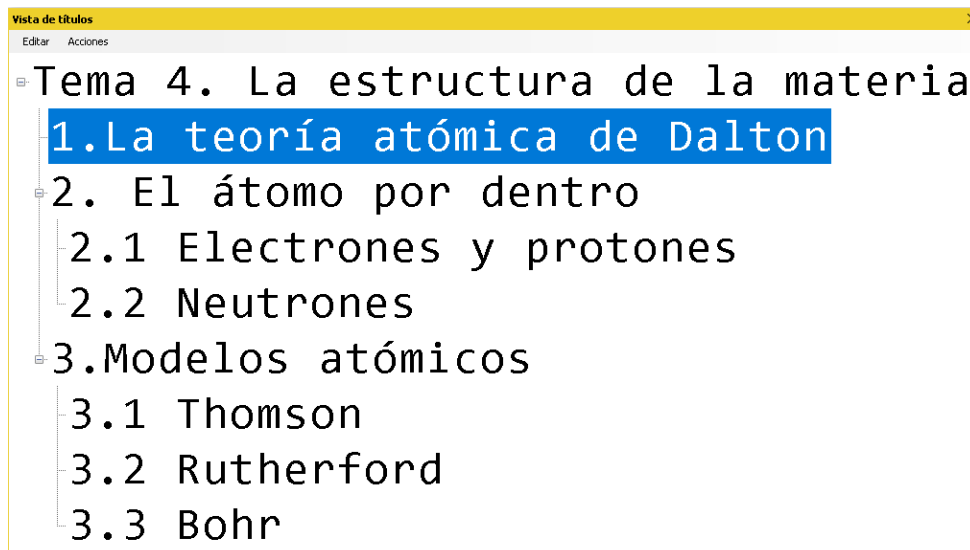 Vista de títulos
Editar Acciones
Tema 4. La estructura de la materia
1.La teoría atómica de Dalton
2. El átomo por dentro
2.1 Electrones y protones
2.2 Neutrones
3.Modelos atómicos
3.1 Thomson
3.2 Rutherford
3.3 Bohr